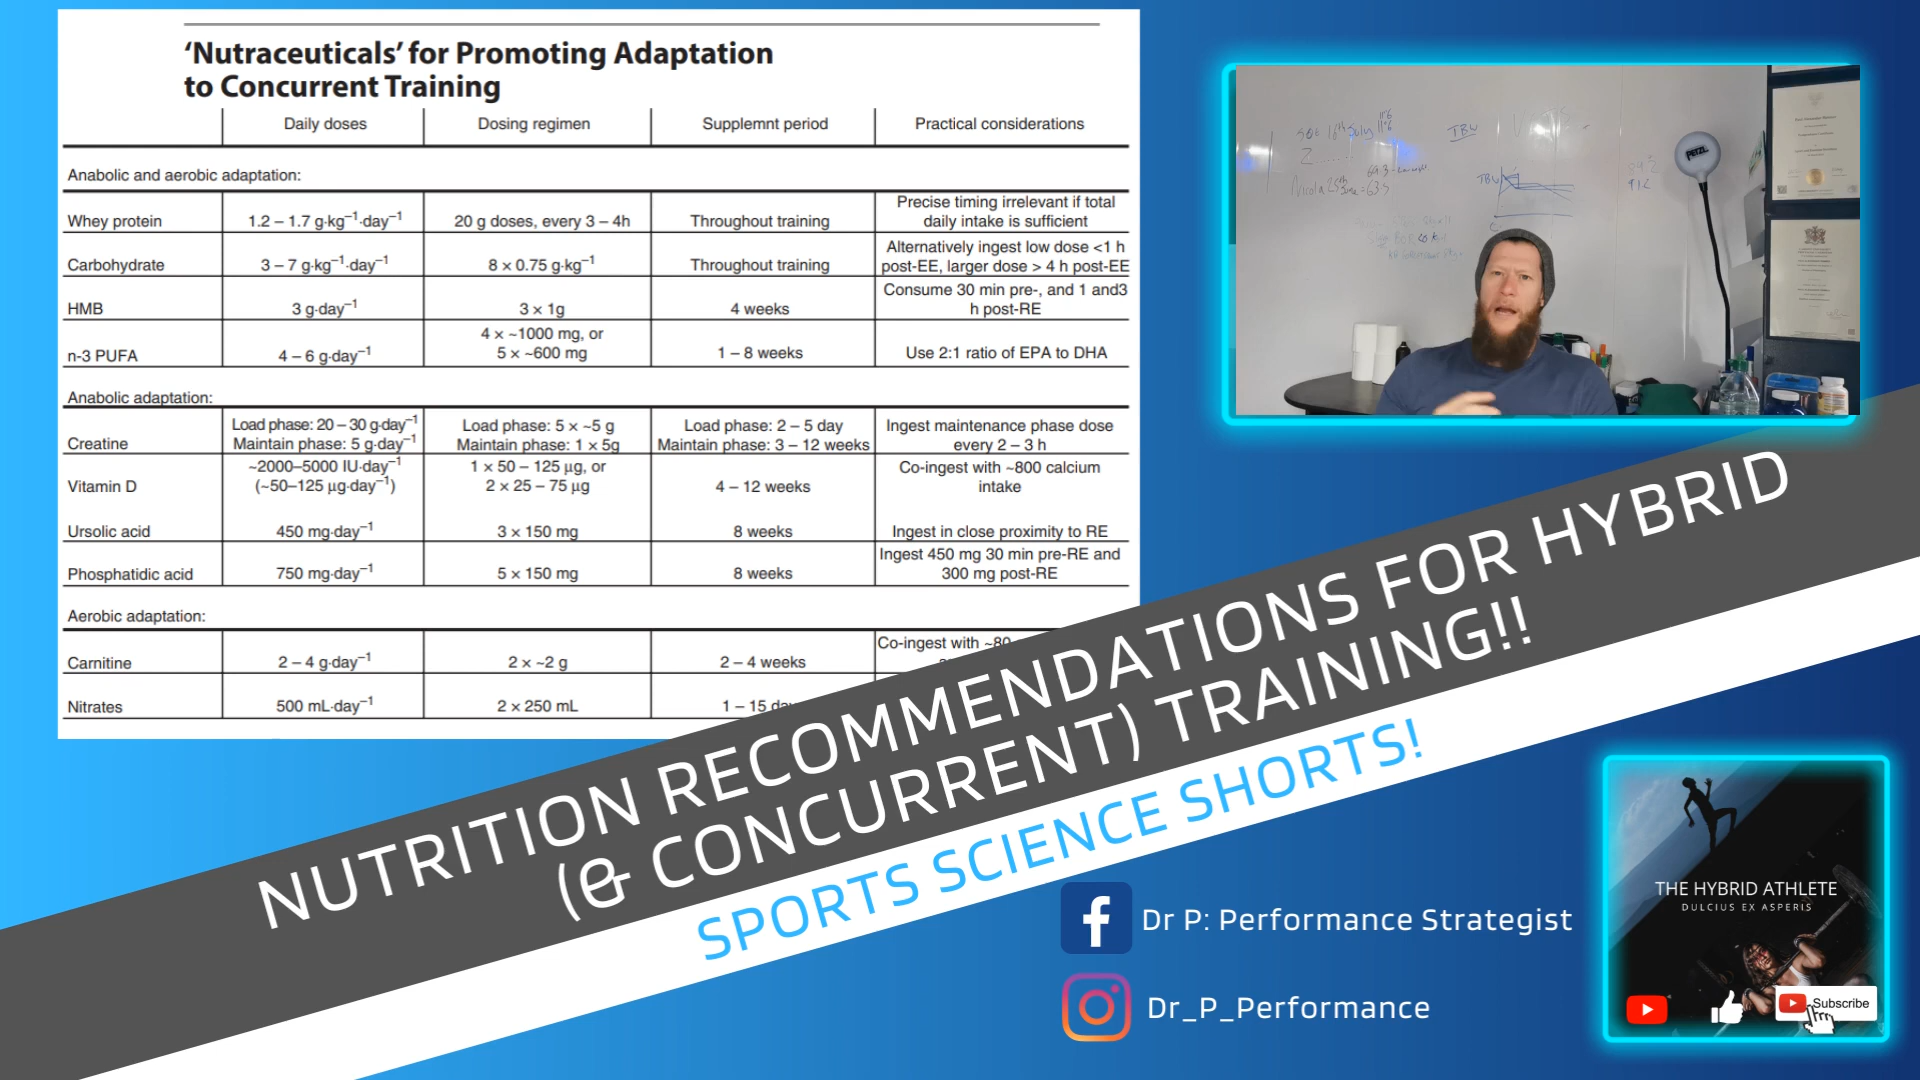 ‘Nutraceuticals’ for Promoting Adaptation
to Concurrent Training
Daily doses Dosing regimen Supplemnt period Practical considerations
Anabolic and aerobic adaptation:
Whey protein 1.2 – 1.7 g·kg⁻¹·day⁻¹ 20 g doses, every 3 – 4h Throughout training Precise timing irrelevant if total
daily intake is sufficient
Carbohydrate 3 – 7 g·kg⁻¹·day⁻¹ 8 x 0.75 g·kg⁻¹ Throughout training Alternatively ingest low dose <1 h
post-EE, larger dose > 4 h post-EE
HMB 3 g·day⁻¹ 3 x 1g 4 weeks Consume 30 min pre-, and 1 and3
h post-RE
n-3 PUFA 4 – 6 g·day⁻¹ 4 x ~1000 mg, or
5 x ~600 mg 1 – 8 weeks Use 2:1 ratio of EPA to DHA
Anabolic adaptation:
Creatine Load phase: 20 – 30 g·day⁻¹ Load phase: 5 x ~5 g Load phase: 2 – 5 day Ingest maintenance phase dose
Maintain phase: 5 g·day⁻¹ Maintain phase: 1 x 5g Maintain phase: 3 – 12 weeks every 2 – 3 h
Vitamin D ~2000–5000 IU·day⁻¹ 1 x 50 – 125 µg, or 4 – 12 weeks Co-ingest with ~800 calcium
(~50–125 µg·day⁻¹) 2 x 25 – 75 µg intake
Ursolic acid 450 mg·day⁻¹ 3 x 150 mg 8 weeks Ingest in close proximity to RE
Phosphatidic acid 750 mg·day⁻¹ 5 x 150 mg 8 weeks Ingest 450 mg 30 min pre-RE and
300 mg post-RE
Aerobic adaptation:
Carnitine 2 – 4 g·day⁻¹ 2 x ~2 g 2 – 4 weeks Co-ingest with ~80
Nitrates 500 mL·day⁻¹ 2 x 250 mL 1 – 15
TBW
TBW
PETZL
NUTRITION RECOMMENDATIONS FOR HYBRID
(& CONCURRENT) TRAINING!!
SPORTS SCIENCE SHORTS!
Dr P: Performance Strategist
Dr_P_Performance
THE HYBRID ATHLETE
DULCIUS EX ASPERIS
Subscribe